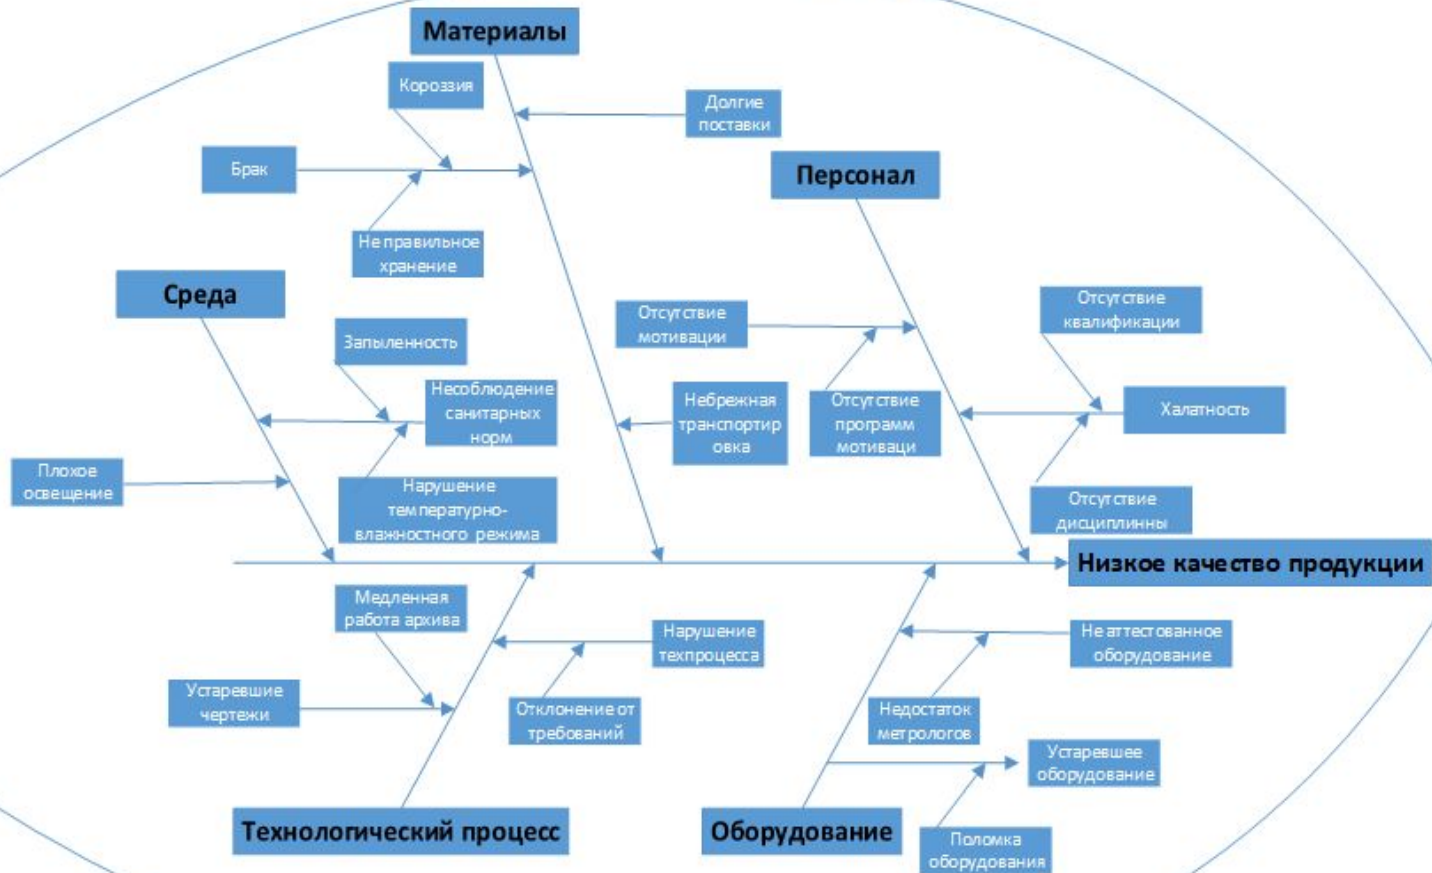 Материалы
Короззия
Долгие
поставки
Брак
Персонал
Не правильное
хранение
Среда
Отсутствие
квалификации
Отсутствие
мотивации
Запыленность
Несоблюдение
санитарных
норм
Небрежная
транспортир
овка
Отсутствие
программ
мотиваци
Халатность
Плохое
освещение
Нарушение
температурно-
влажностного режима
Отсутствие
дисциплинны
Низкое качество продукции
Медленная
работа архива
Нарушение
техпроцесса
Не аттестованное
оборудование
Устаревшие
чертежи
Отклонение от
требований
Недостаток
метрологов
Устаревшее
оборудование
Технологический процесс
Оборудование
Поломка
оборудования